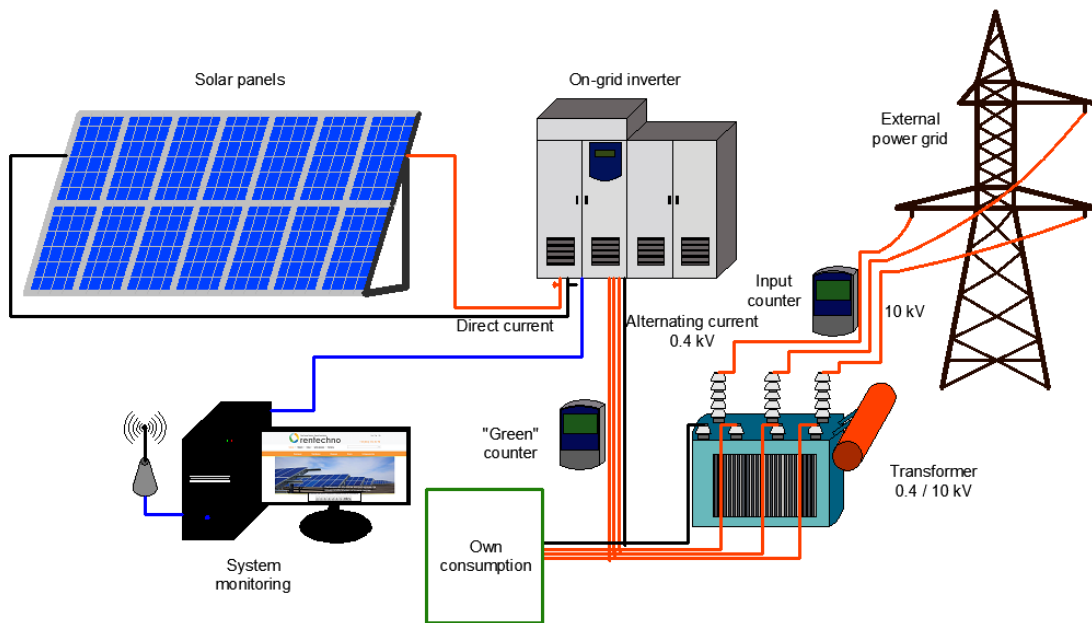 Solar panels
On-grid inverter
External
power grid
Input
counter
10 kV
Direct current
Alternating current
0.4 kV
"Green"
counter
rentechno
Transformer
0.4 / 10 kV
Own
consumption
System
monitoring